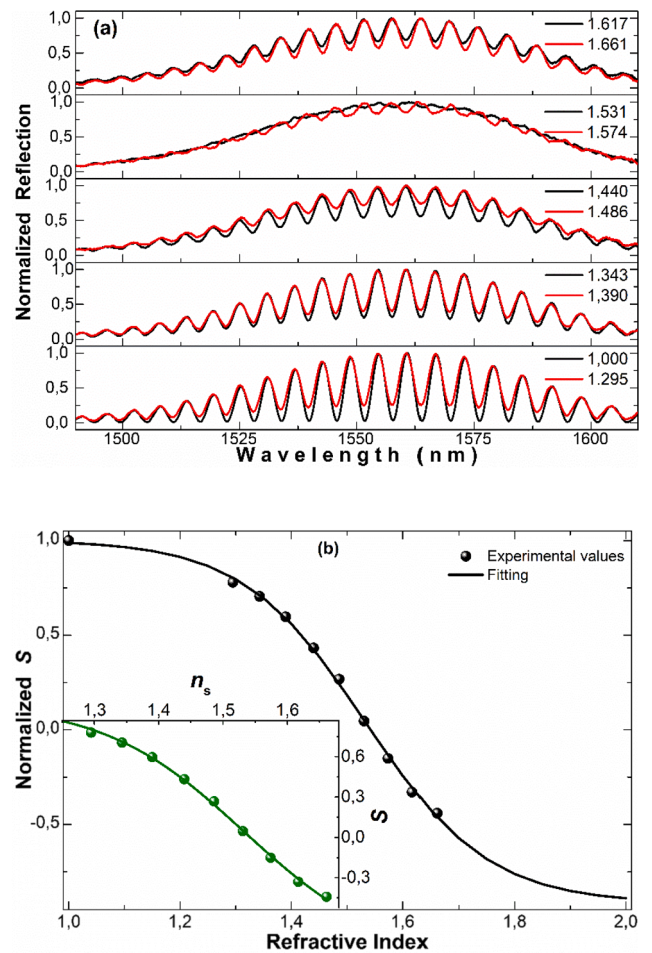 (a)
Normalized Reflection
1,0
0,5
0,0
1.617
1.661
1,0
0,5
0,0
1.531
1.574
1,0
0,5
0,0
1,440
1.486
1,0
0,5
0,0
1.343
1,390
1,0
0,5
0,0
1,000
1.295
1500 1525 1550 1575 1600
Wavelength (nm)
(b)
Experimental values
Fitting
Normalized S
1,0
0,5
0,0
-0,5
n_s
1,3 1,4 1,5 1,6
0,6
0,3
0,0
-0,3
S
1,0 1,2 1,4 1,6 1,8 2,0
Refractive Index